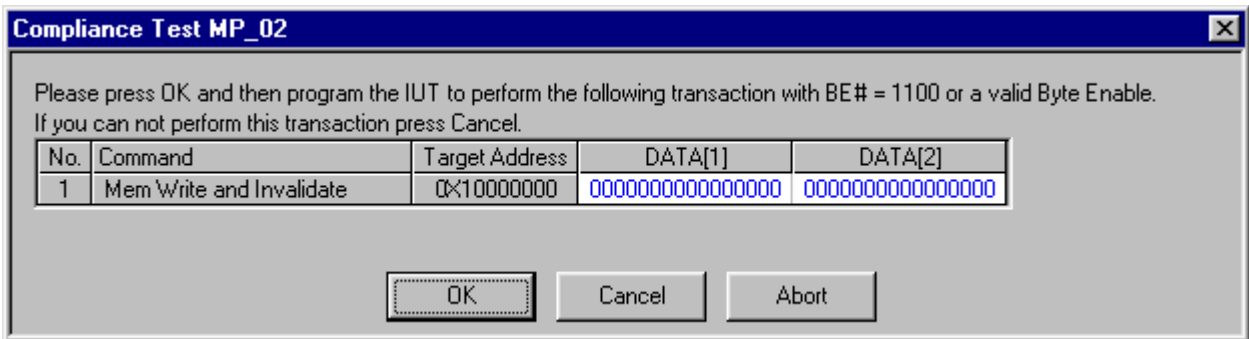 Compliance Test MP_02
Please press OK and then program the IUT to perform the following transaction with BE# = 1100 or a valid Byte Enable.
If you can not perform this transaction press Cancel.
No. Command Target Address DATA[1] DATA[2]
1 Mem Write and Invalidate 0X10000000 0000000000000000 0000000000000000
OK Cancel Abort